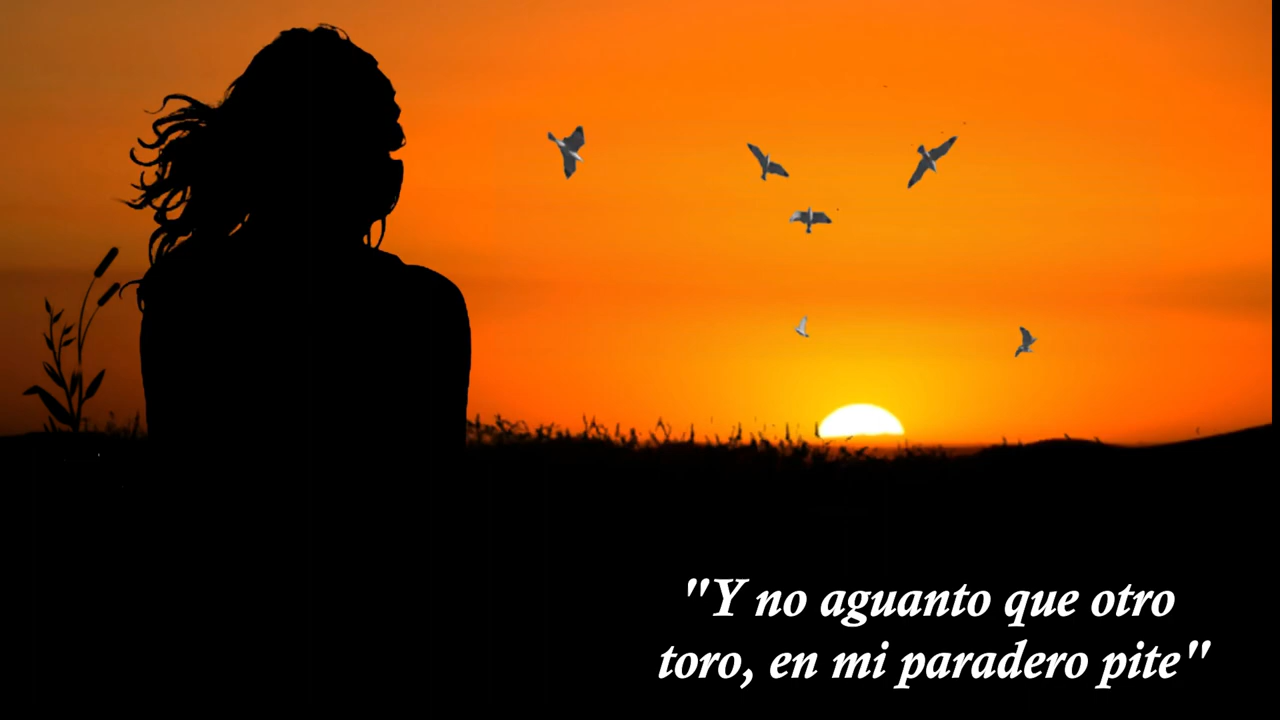 "Y no aguanto que otro
toro, en mi paradero pite"